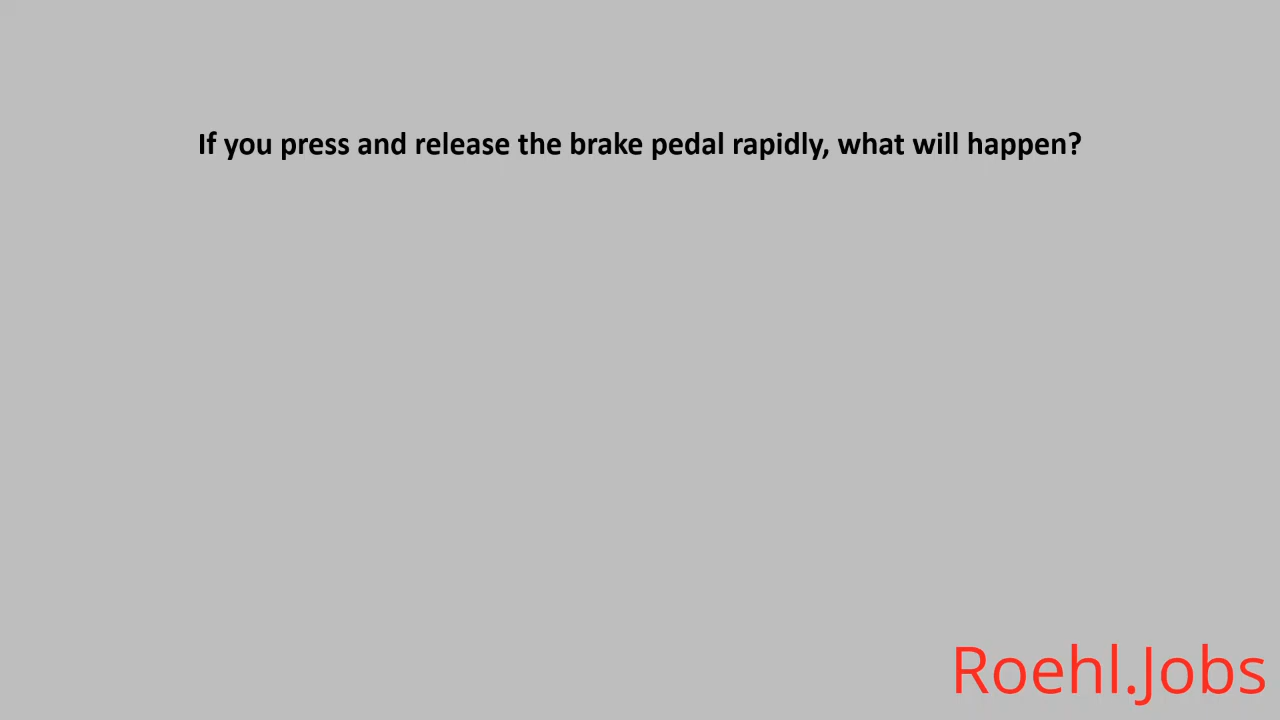 If you press and release the brake pedal rapidly, what will happen?
Roehl.Jobs